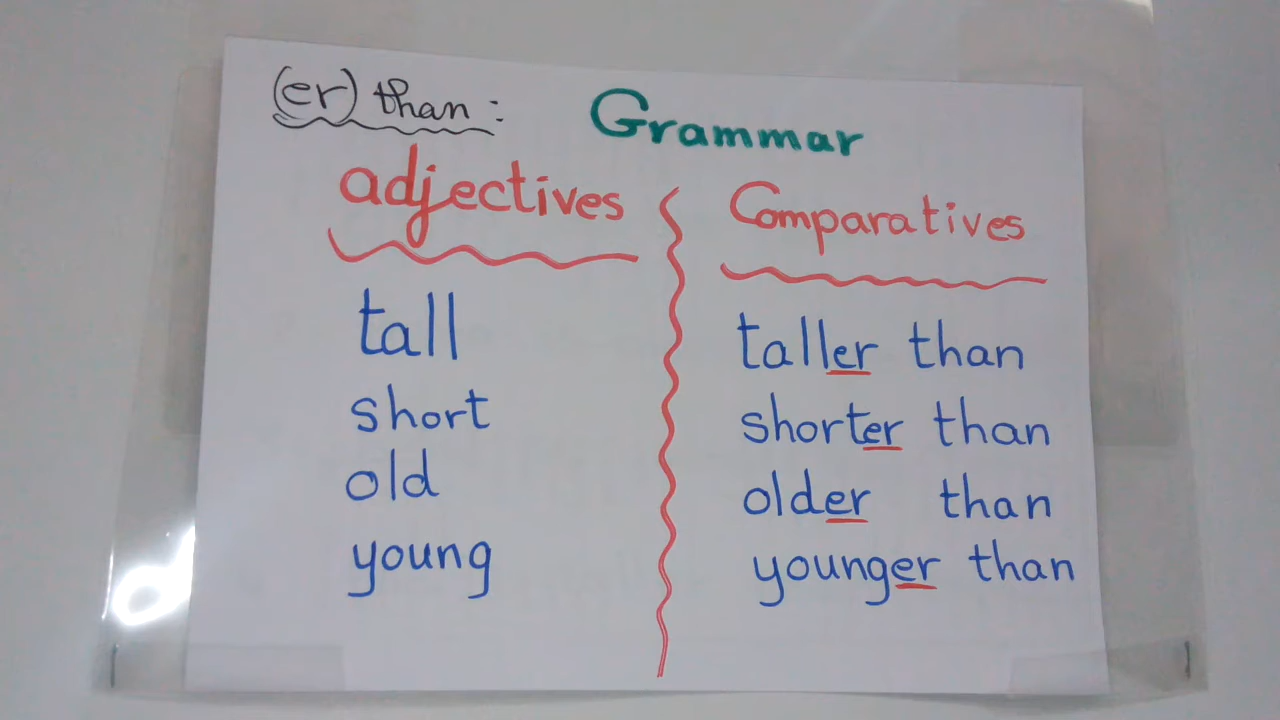 (er) than : Grammar
adjectives Comparatives
tall taller than
short shorter than
old older than
young younger than